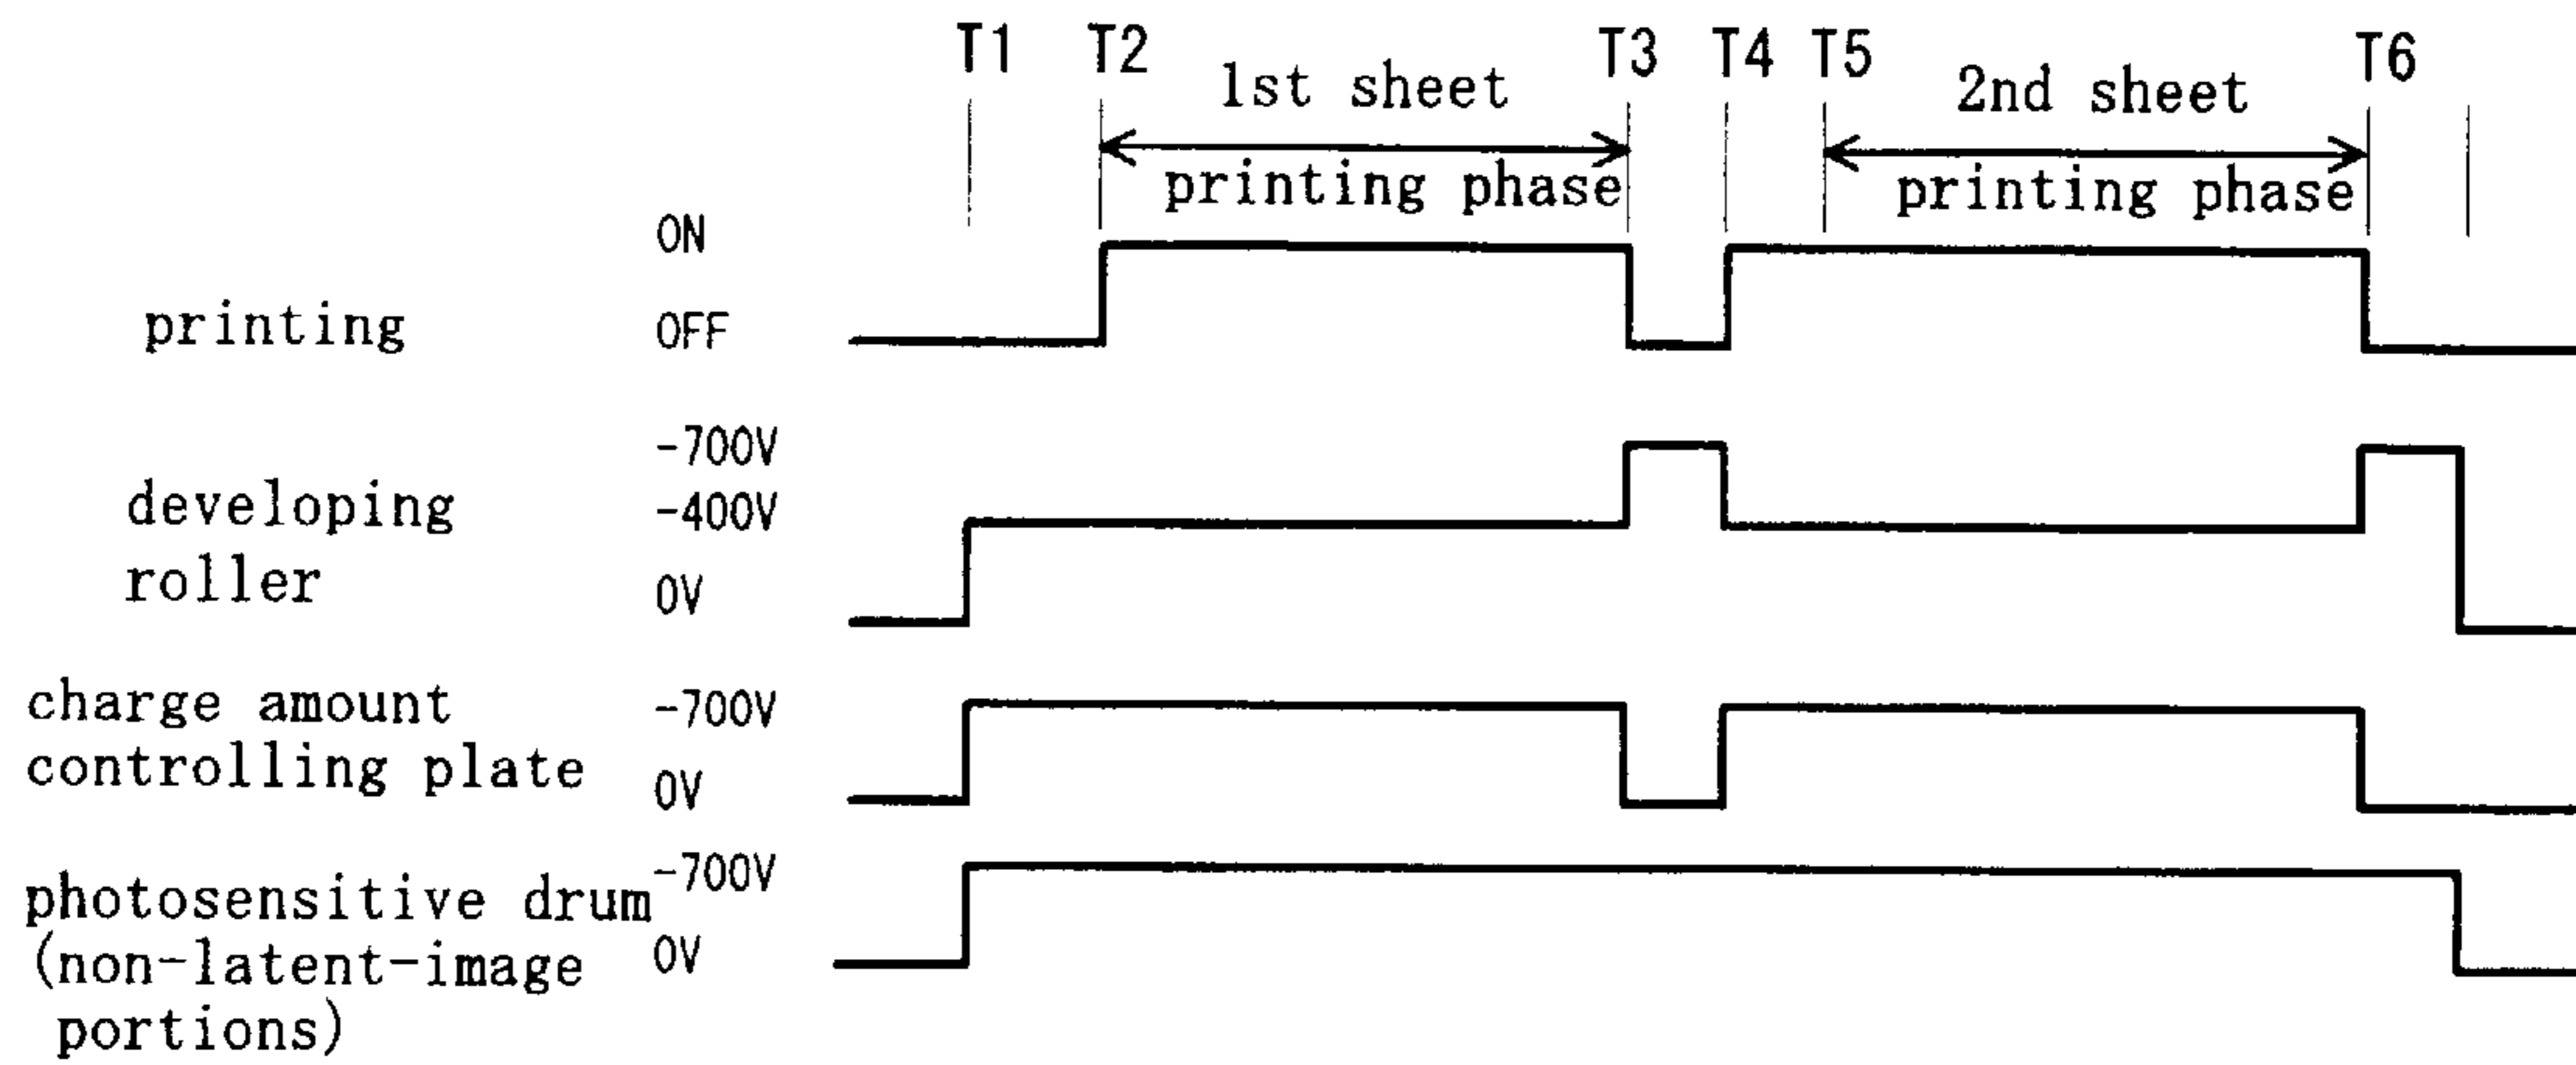 T1 T2 T3 T4 T5 T6
1st sheet
printing phase
2nd sheet
printing phase
printing
ON
OFF
developing
roller
-700V
-400V
0V
charge amount
controlling plate
-700V
0V
photosensitive drum
(non-latent-image
portions)
-700V
0V